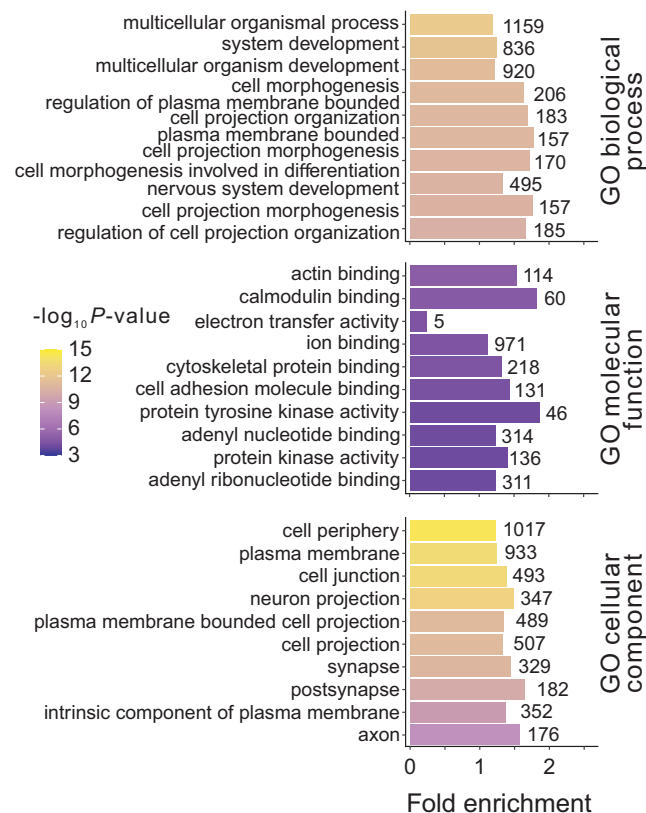 multicellular organismal process 1159
system development 836
multicellular organism development 920
cell morphogenesis 206
regulation of plasma membrane bounded
cell projection organization 183
plasma membrane bounded 157
cell projection morphogenesis
cell morphogenesis involved in differentiation 170
nervous system development 495
cell projection morphogenesis 157
regulation of cell projection organization 185
GO biological
process
actin binding 114
calmodulin binding 60
electron transfer activity 5
ion binding 971
cytoskeletal protein binding 218
cell adhesion molecule binding 131
protein tyrosine kinase activity 46
adenyl nucleotide binding 314
protein kinase activity 136
adenyl ribonucleotide binding 311
GO molecular
function
-log₁₀ P-value
15
12
9
6
3
cell periphery 1017
plasma membrane 933
cell junction 493
neuron projection 347
plasma membrane bounded cell projection 489
cell projection 507
synapse 329
postsynapse 182
intrinsic component of plasma membrane 352
axon 176
GO cellular
component
0 1 2
Fold enrichment